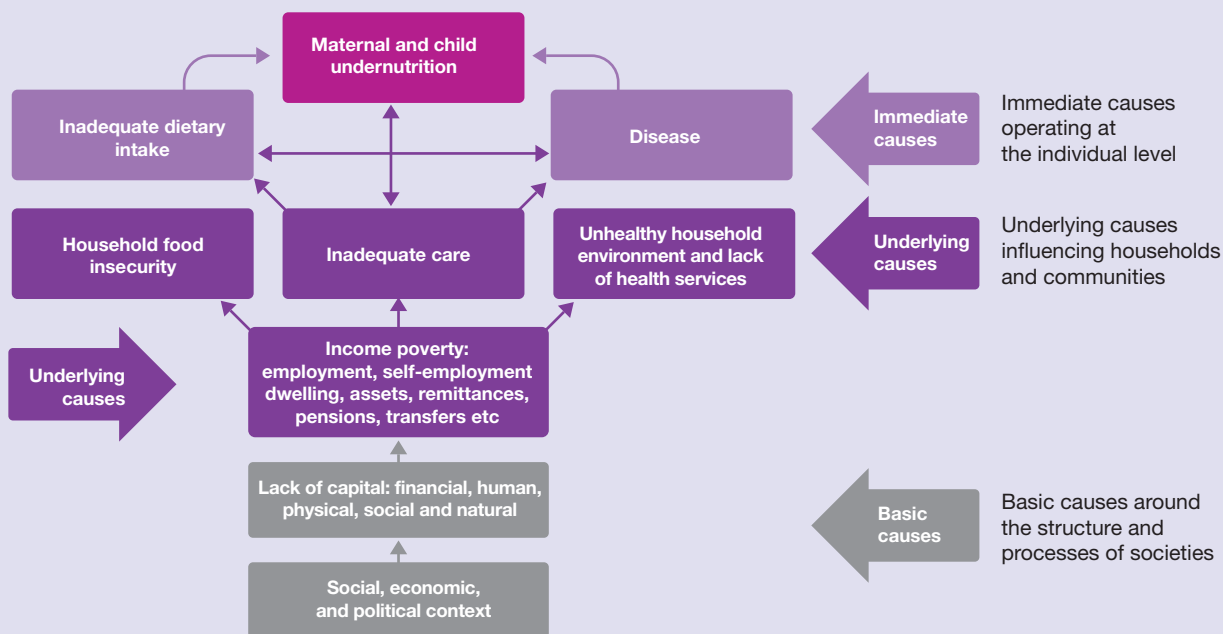 Maternal and child
undernutrition
Inadequate dietary
intake
Disease
Immediate
causes
Immediate causes
operating at
the individual level
Household food
insecurity
Inadequate care
Unhealthy household
environment and lack
of health services
Underlying
causes
Underlying causes
influencing households
and communities
Underlying
causes
Income poverty:
employment, self-employment
dwelling, assets, remittances,
pensions, transfers etc
Lack of capital: financial, human,
physical, social and natural
Basic
causes
Basic causes around
the structure and
processes of societies
Social, economic,
and political context